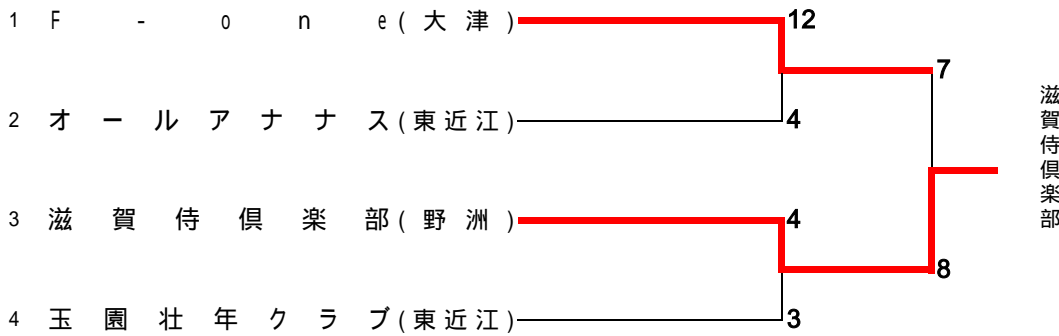 1 F-one(大津) 12
7
2 オールアナナス(東近江) 4
滋賀侍倶楽部
3 滋賀侍倶楽部(野洲) 4
8
4 玉園壮年クラブ(東近江) 3